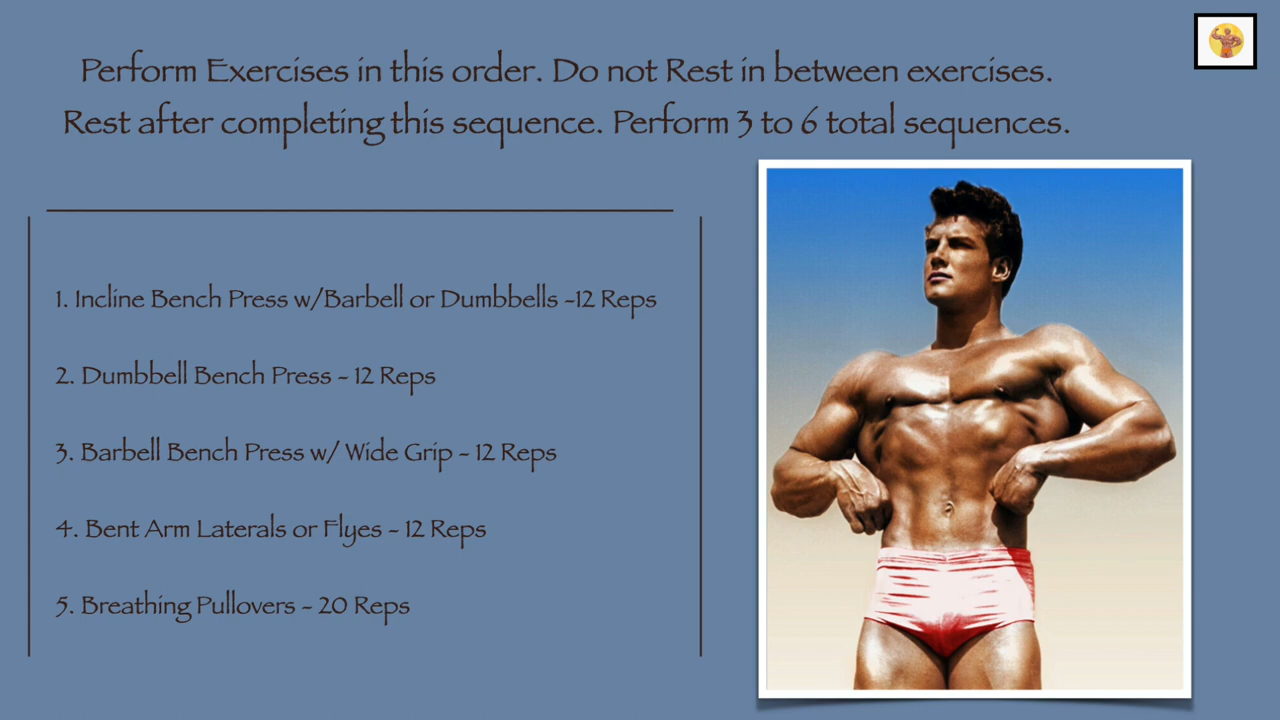 Perform Exercises in this order. Do not Rest in between exercises.
Rest after completing this sequence. Perform 3 to 6 total sequences.
1. Incline Bench Press w/Barbell or Dumbbells -12 Reps
2. Dumbbell Bench Press - 12 Reps
3. Barbell Bench Press w/ Wide Grip - 12 Reps
4. Bent Arm Laterals or Flyes - 12 Reps
5. Breathing Pullovers - 20 Reps